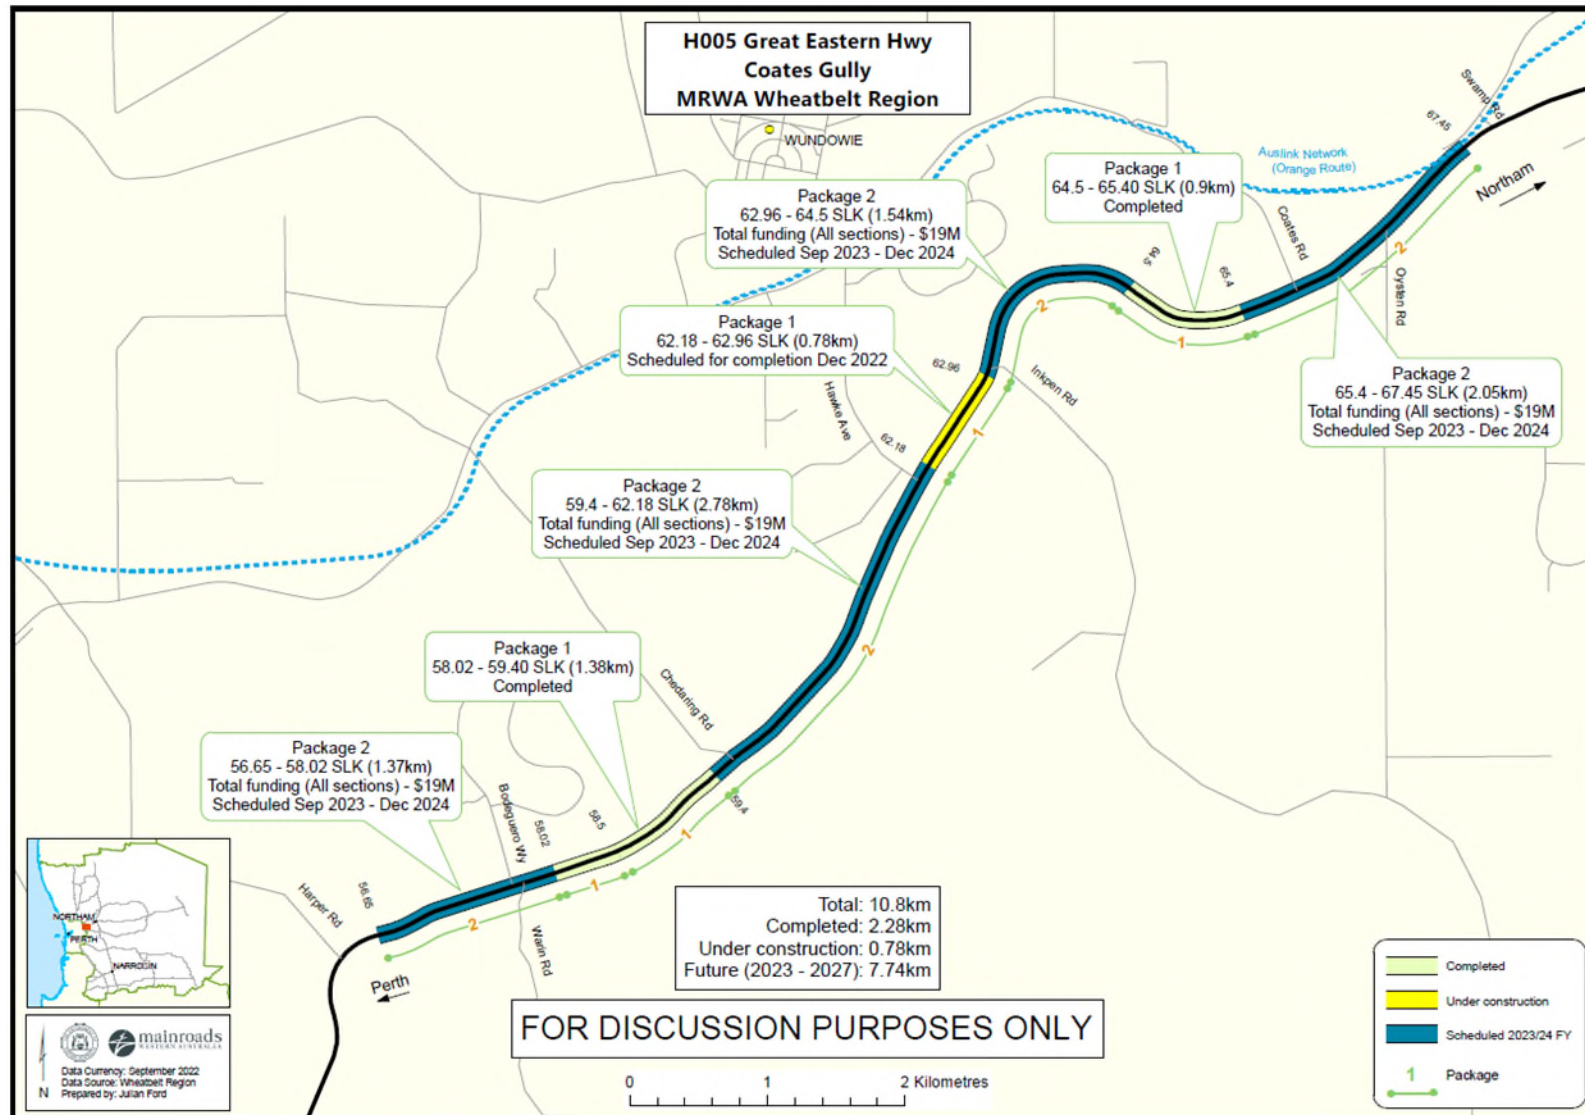 H005 Great Eastern Hwy
Coates Gully
MRWA Wheatbelt Region
WUNDOWIE
Swamp Rd
67.45
Auslink Network
(Orange Route)
Northam
Package 1
64.5 - 65.40 SLK (0.9km)
Completed
Package 2
62.96 - 64.5 SLK (1.54km)
Total funding (All sections) - $19M
Scheduled Sep 2023 - Dec 2024
Coates Rd
64.5
65.4
2
Oysten Rd
2
1
Package 1
62.18 - 62.96 SLK (0.78km)
Scheduled for completion Dec 2022
62.96
Inkpen Rd
Package 2
65.4 - 67.45 SLK (2.05km)
Total funding (All sections) - $19M
Scheduled Sep 2023 - Dec 2024
Hawke Ave
62.18
1
Package 2
59.4 - 62.18 SLK (2.78km)
Total funding (All sections) - $19M
Scheduled Sep 2023 - Dec 2024
2
Package 1
58.02 - 59.40 SLK (1.38km)
Completed
Chedaring Rd
Package 2
56.65 - 58.02 SLK (1.37km)
Total funding (All sections) - $19M
Scheduled Sep 2023 - Dec 2024
Bodeguero Wy
58.02
58.5
59.4
1
1
2
Harper Rd
56.65
Warin Rd
Perth
Total: 10.8km
Completed: 2.28km
Under construction: 0.78km
Future (2023 - 2027): 7.74km
FOR DISCUSSION PURPOSES ONLY
0 1 2 Kilometres
NORTHAM
PERTH
NARROGIN
mainroads
WESTERN AUSTRALIA
Data Currency: September 2022
Data Source: Wheatbelt Region
Prepared by: Julian Ford
N
Completed
Under construction
Scheduled 2023/24 FY
1 Package